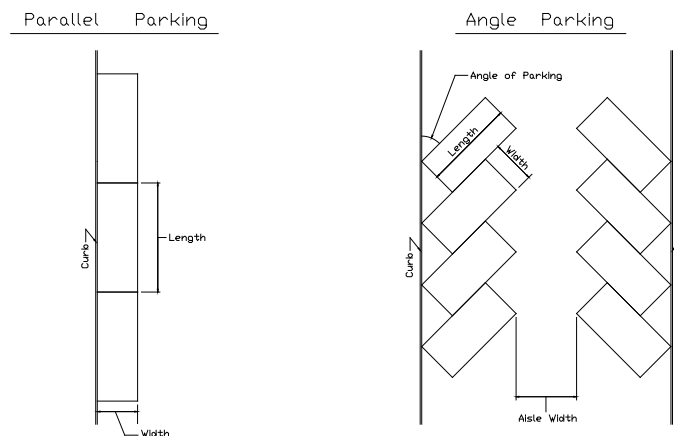 Parallel Parking
Angle Parking
Angle of Parking
Length
Width
Length
Curb
Curb
Aisle Width
Width